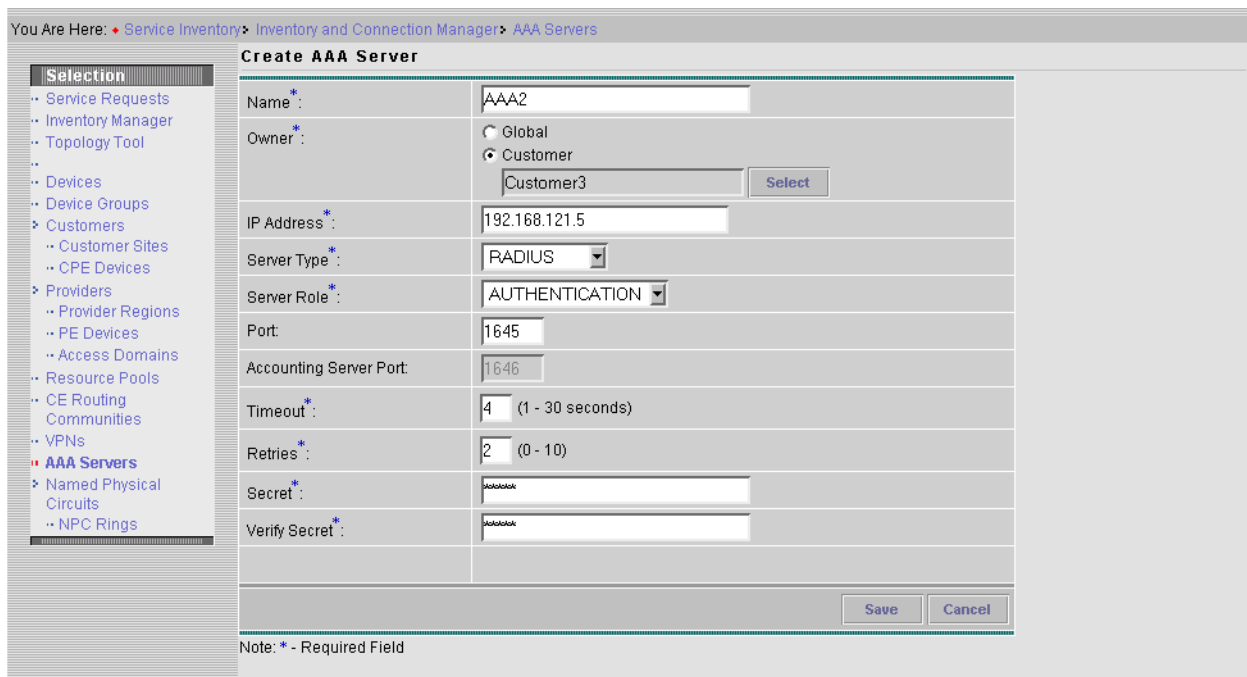 You Are Here: Service Inventory Inventory and Connection Manager AAA Servers
Selection
Service Requests
Inventory Manager
Topology Tool
Devices
Device Groups
Customers
Customer Sites
CPE Devices
Providers
Provider Regions
PE Devices
Access Domains
Resource Pools
CE Routing
Communities
VPNs
AAA Servers
Named Physical
Circuits
NPC Rings
Create AAA Server
Name*: AAA2
Owner*: Global
Customer
Customer3 Select
IP Address*: 192.168.121.5
Server Type*: RADIUS
Server Role*: AUTHENTICATION
Port: 1645
Accounting Server Port: 1646
Timeout*: 4 (1 - 30 seconds)
Retries*: 2 (0 - 10)
Secret*: ******
Verify Secret*: ******
Save Cancel
Note: * - Required Field